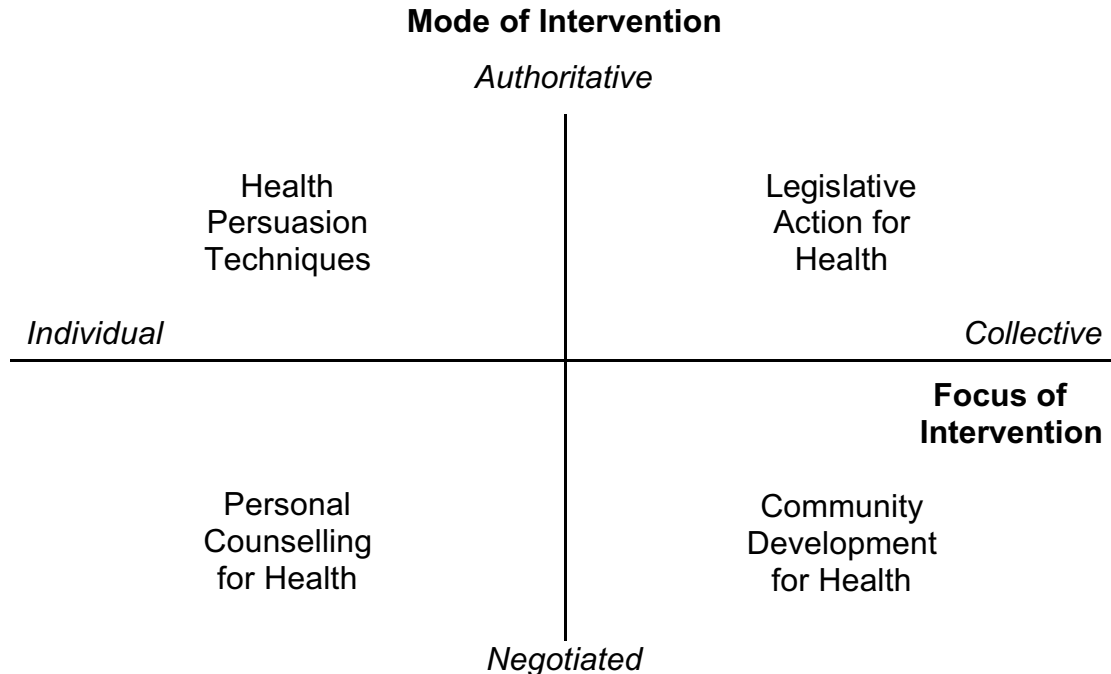 Mode of Intervention
Authoritative
Health
Persuasion
Techniques
Legislative
Action for
Health
Individual
Collective
Focus of
Intervention
Personal
Counselling
for Health
Community
Development
for Health
Negotiated